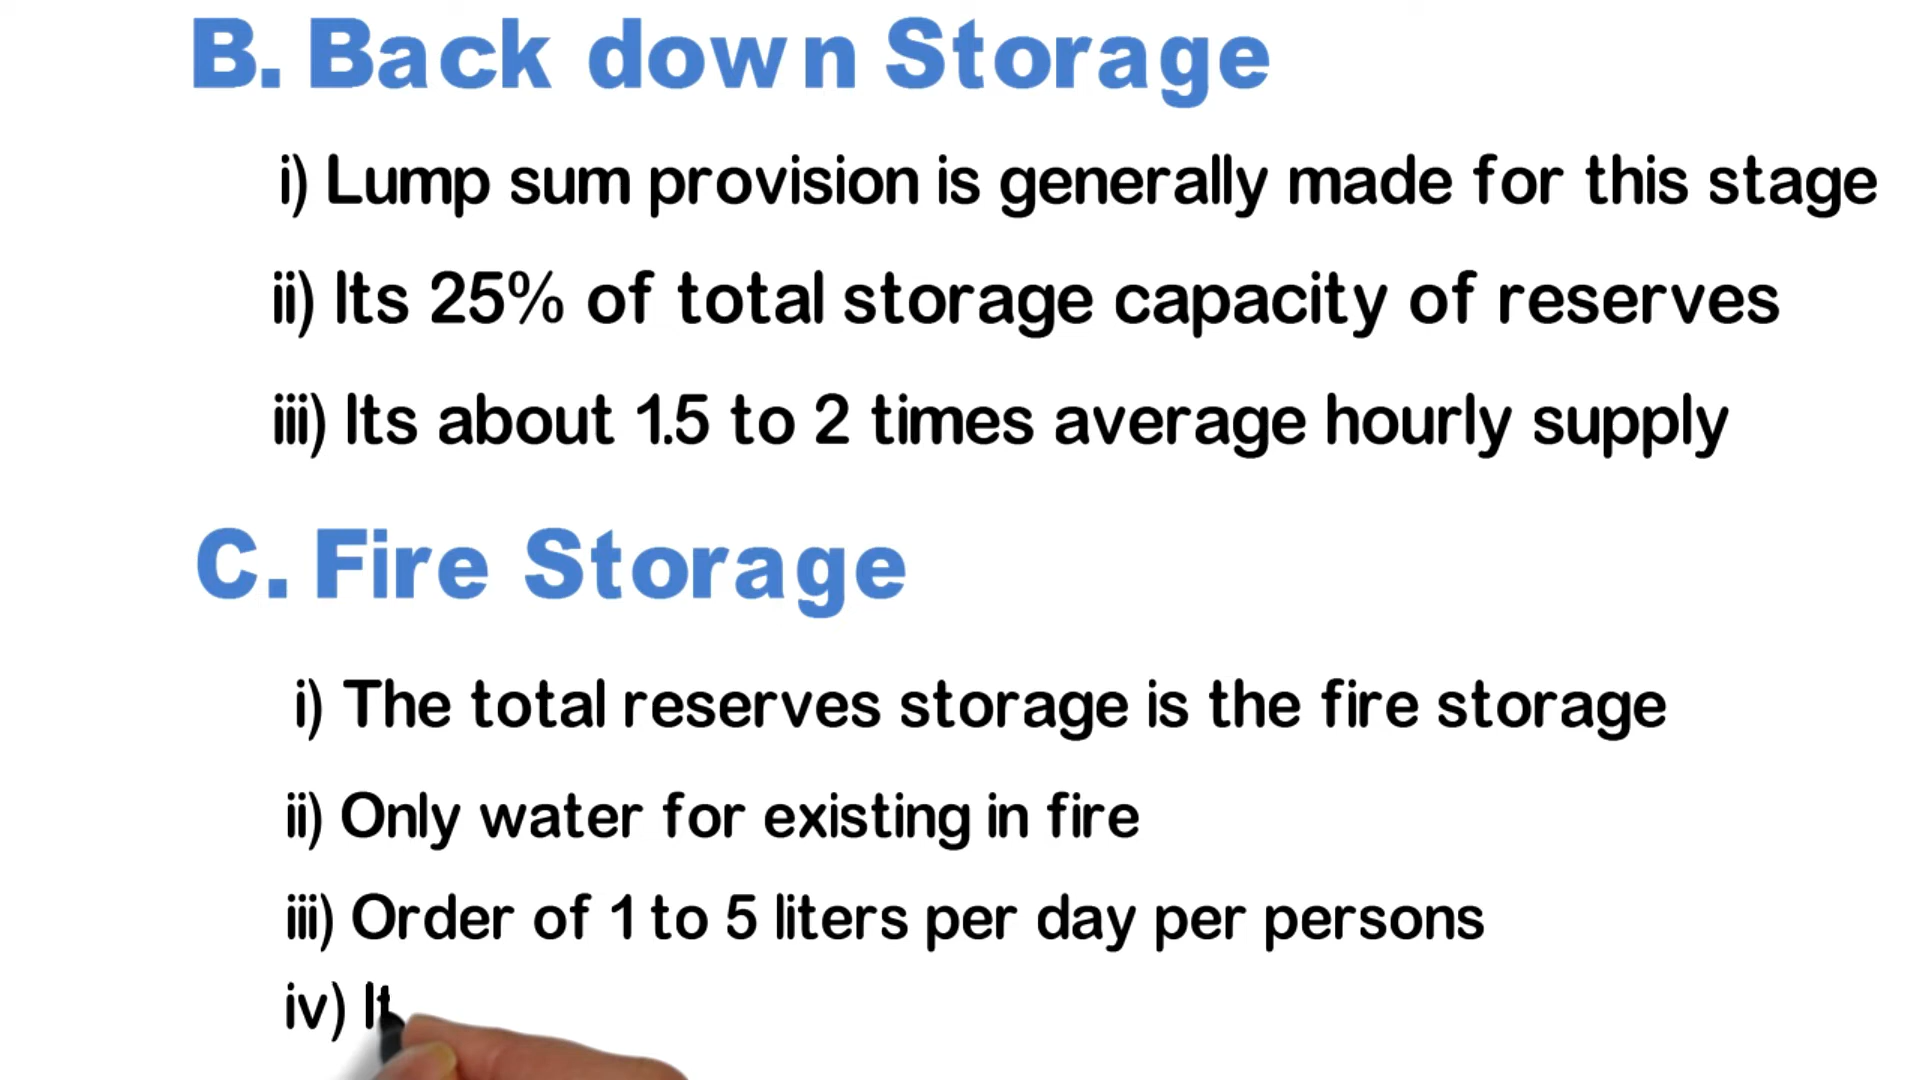 B. Back down Storage
i) Lump sum provision is generally made for this stage
ii) Its 25% of total storage capacity of reserves
iii) Its about 1.5 to 2 times average hourly supply
C. Fire Storage
i) The total reserves storage is the fire storage
ii) Only water for existing in fire
iii) Order of 1 to 5 liters per day per persons
iv) It